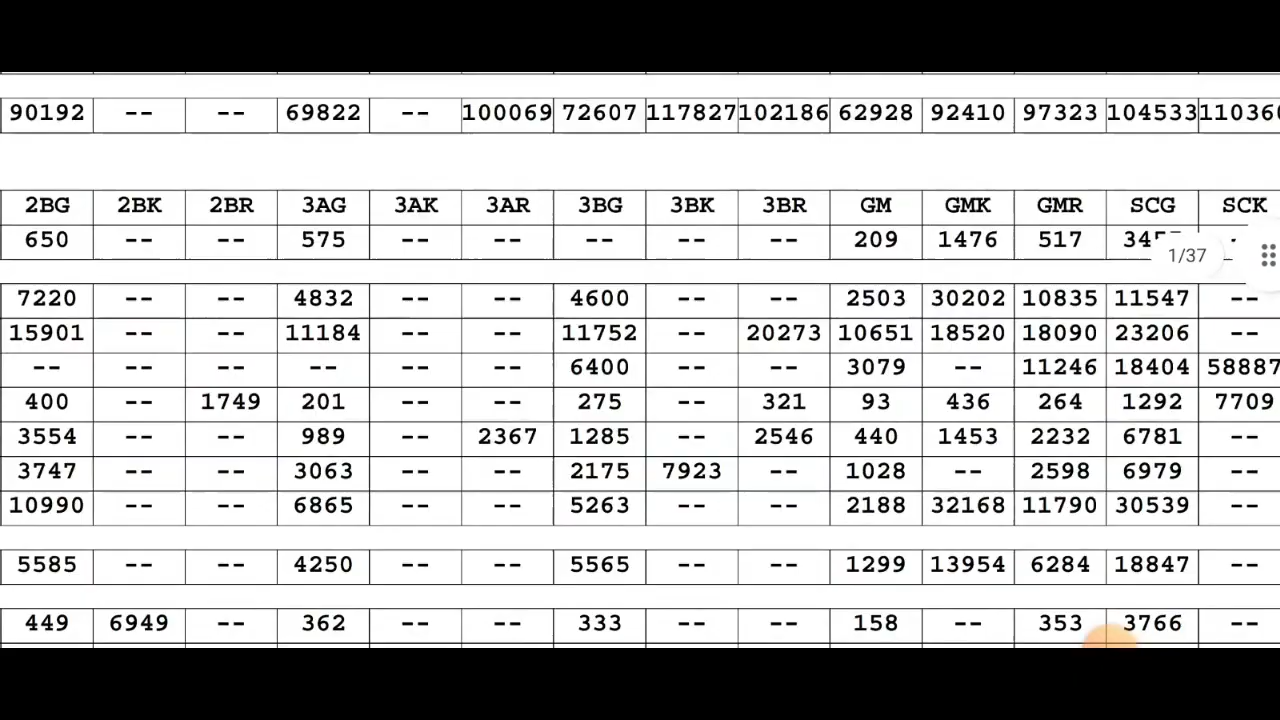 90192 -- -- 69822 -- 100069 72607 117827 102186 62928 92410 97323 104533
2BG 2BK 2BR 3AG 3AK 3AR 3BG 3BK 3BR GM GMK GMR SCG SCK
650 -- -- 575 -- -- -- -- -- 209 1476 517
1/37
7220 -- -- 4832 -- -- 4600 -- -- 2503 30202 10835 11547 --
15901 -- -- 11184 -- -- 11752 -- 20273 10651 18520 18090 23206 --
-- -- -- -- -- -- 6400 -- -- 3079 -- 11246 18404 58887
400 -- 1749 201 -- -- 275 -- 321 93 436 264 1292 7709
3554 -- -- 989 -- 2367 1285 -- 2546 440 1453 2232 6781 --
3747 -- -- 3063 -- -- 2175 7923 -- 1028 -- 2598 6979 --
10990 -- -- 6865 -- -- 5263 -- -- 2188 32168 11790 30539 --
5585 -- -- 4250 -- -- 5565 -- -- 1299 13954 6284 18847 --
449 6949 -- 362 -- -- 333 -- -- 158 -- 353 3766 --